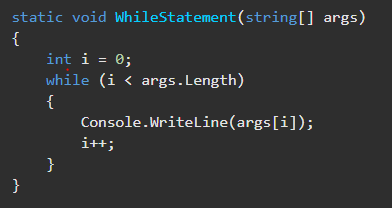 static void WhileStatement(string[] args)
{
    int i = 0;
    while (i < args.Length)
    {
        Console.WriteLine(args[i]);
        i++;
    }
}